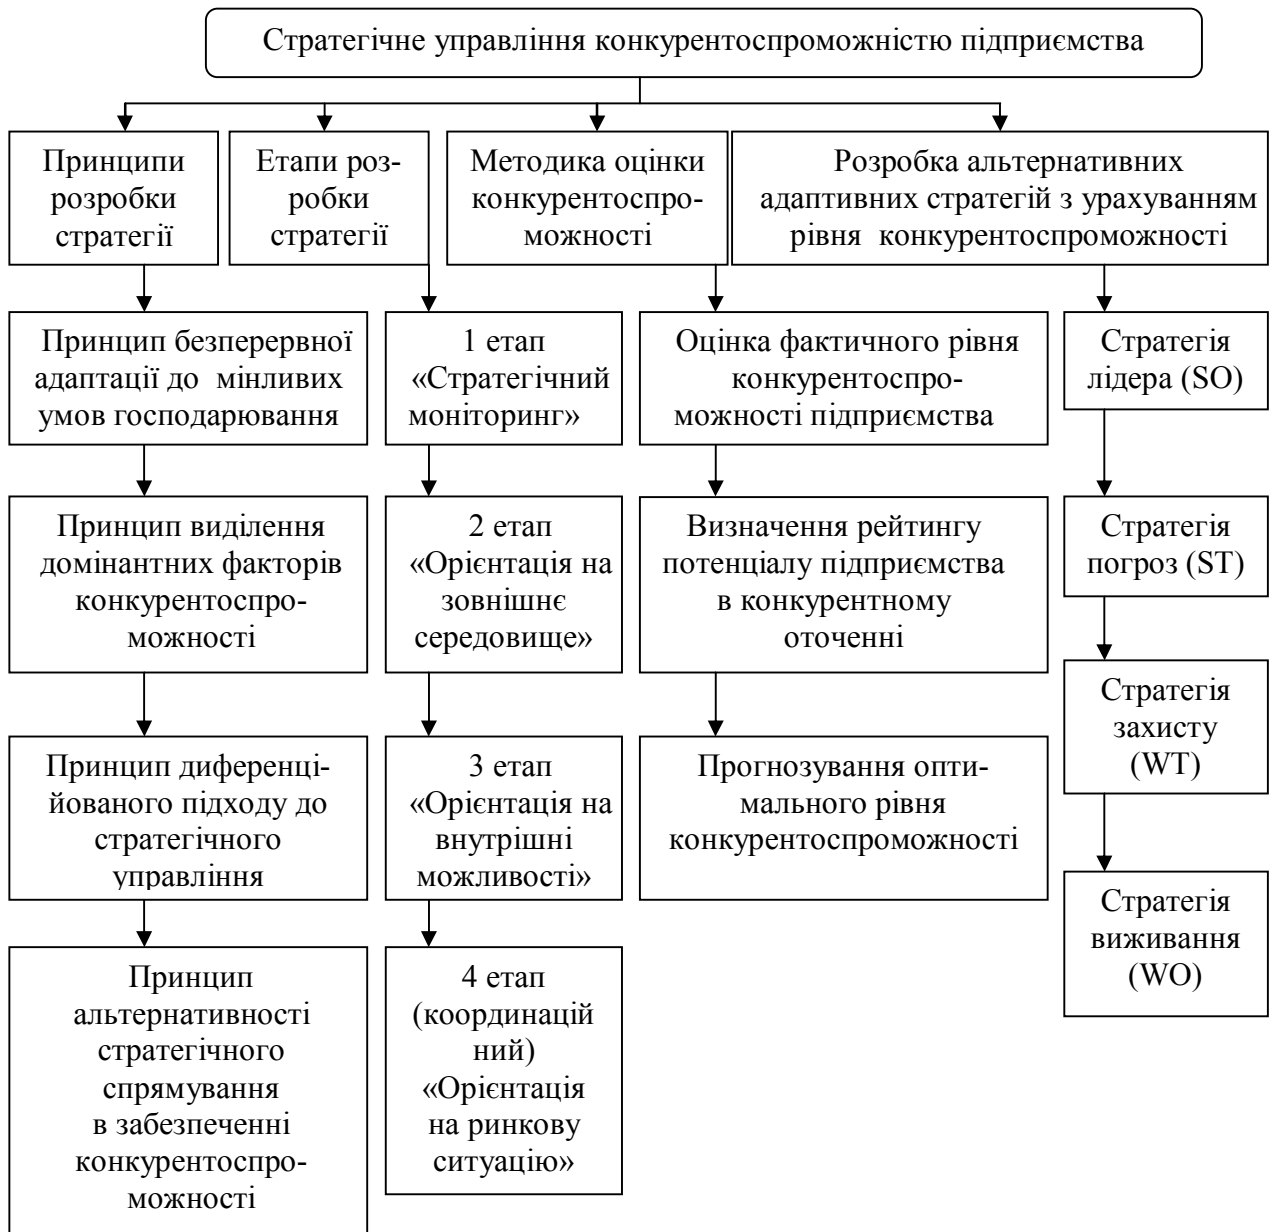 Стратегічне управління конкурентоспроможністю підприємства
Принципи
розробки
стратегії
Етапи роз-
робки
стратегії
Методика оцінки
конкурентоспро-
можності
Розробка альтернативних
адаптивних стратегій з урахуванням
рівня конкурентоспроможності
Принцип безперервної
адаптації до мінливих
умов господарювання
1 етап
«Стратегічний
моніторинг»
Оцінка фактичного рівня
конкурентоспро-
можності підприємства
Стратегія
лідера (SO)
Принцип виділення
домінантних факторів
конкурентоспро-
можності
2 етап
«Орієнтація на
зовнішнє
середовище»
Визначення рейтингу
потенціалу підприємства
в конкурентному
оточенні
Стратегія
погроз (ST)
Принцип диференці-
йованого підходу до
стратегічного
управління
3 етап
«Орієнтація на
внутрішні
можливості»
Прогнозування опти-
мального рівня
конкурентоспроможності
Стратегія
захисту
(WT)
Принцип
альтернативності
стратегічного
спрямування
в забезпеченні
конкурентоспро-
можності
4 етап
(координацій
ний)
«Орієнтація
на ринкову
ситуацію»
Стратегія
виживання
(WO)